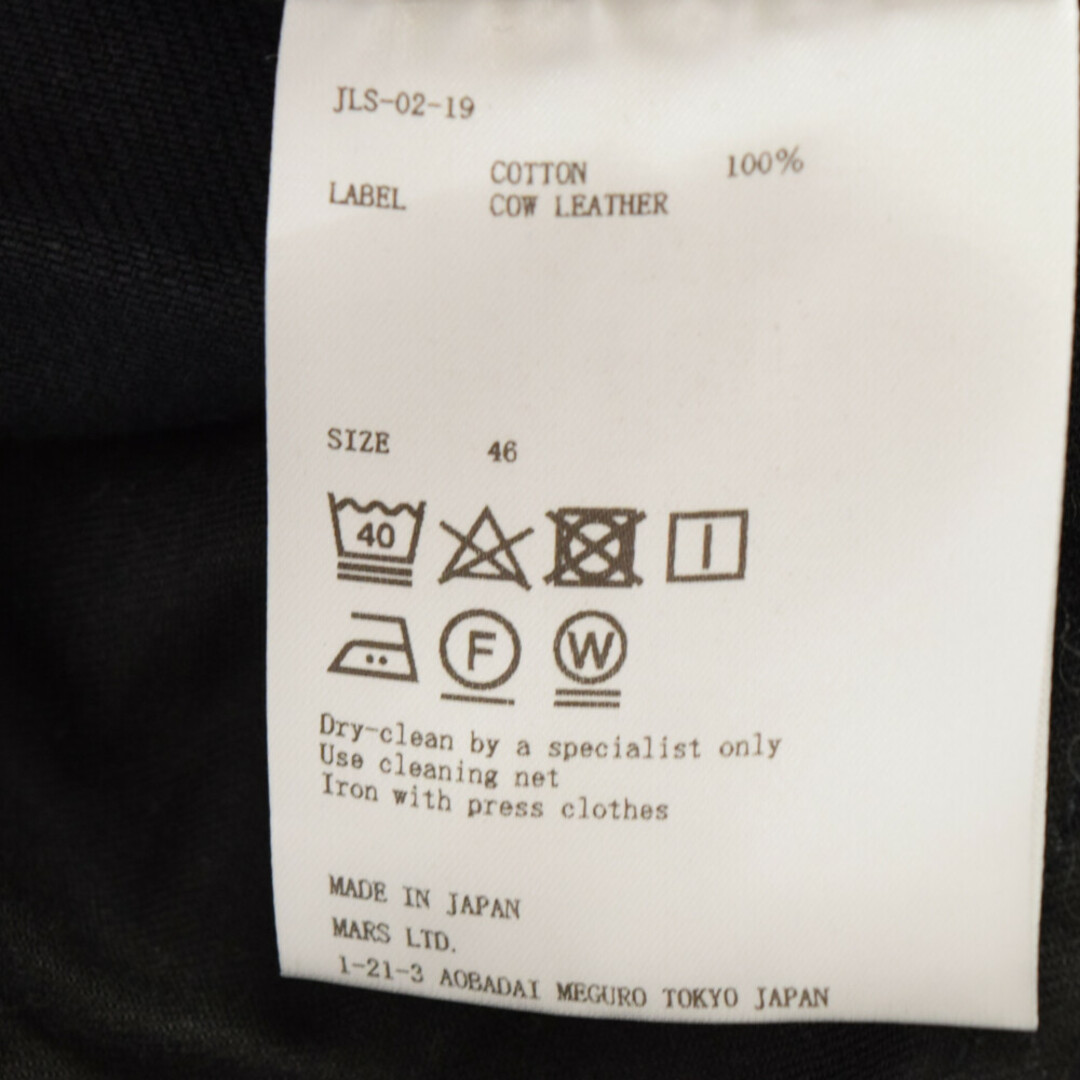 JLS-02-19
COTTON 100%
LABEL COW LEATHER
SIZE 46
40
F W
Dry-clean by a specialist only
Use cleaning net
Iron with press clothes
MADE IN JAPAN
MARS LTD.
1-21-3 AOBADAI MEGURO TOKYO JAPAN